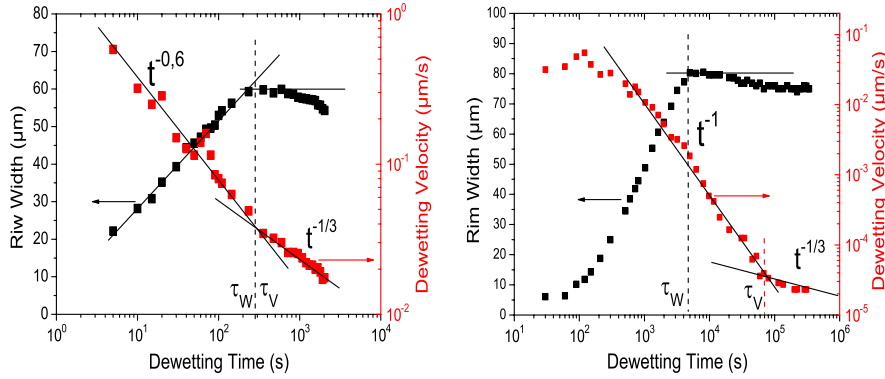 80
70
60
50
40
30
20
10
0
Riw Width (µm)
10^0
10^1
10^2
10^3
10^4
Dewetting Time (s)
10^0
10^-1
10^-2
Dewetting Velocity (µm/s)
t^-0,6
t^-1/3
τ_W
τ_V
100
90
80
70
60
50
40
30
20
10
0
Rim Width (µm)
10^1
10^2
10^3
10^4
10^5
10^6
Dewetting Time (s)
10^-1
10^-2
10^-3
10^-4
10^-5
Dewetting Velocity (µm/s)
t^-1
t^-1/3
τ_W
τ_V